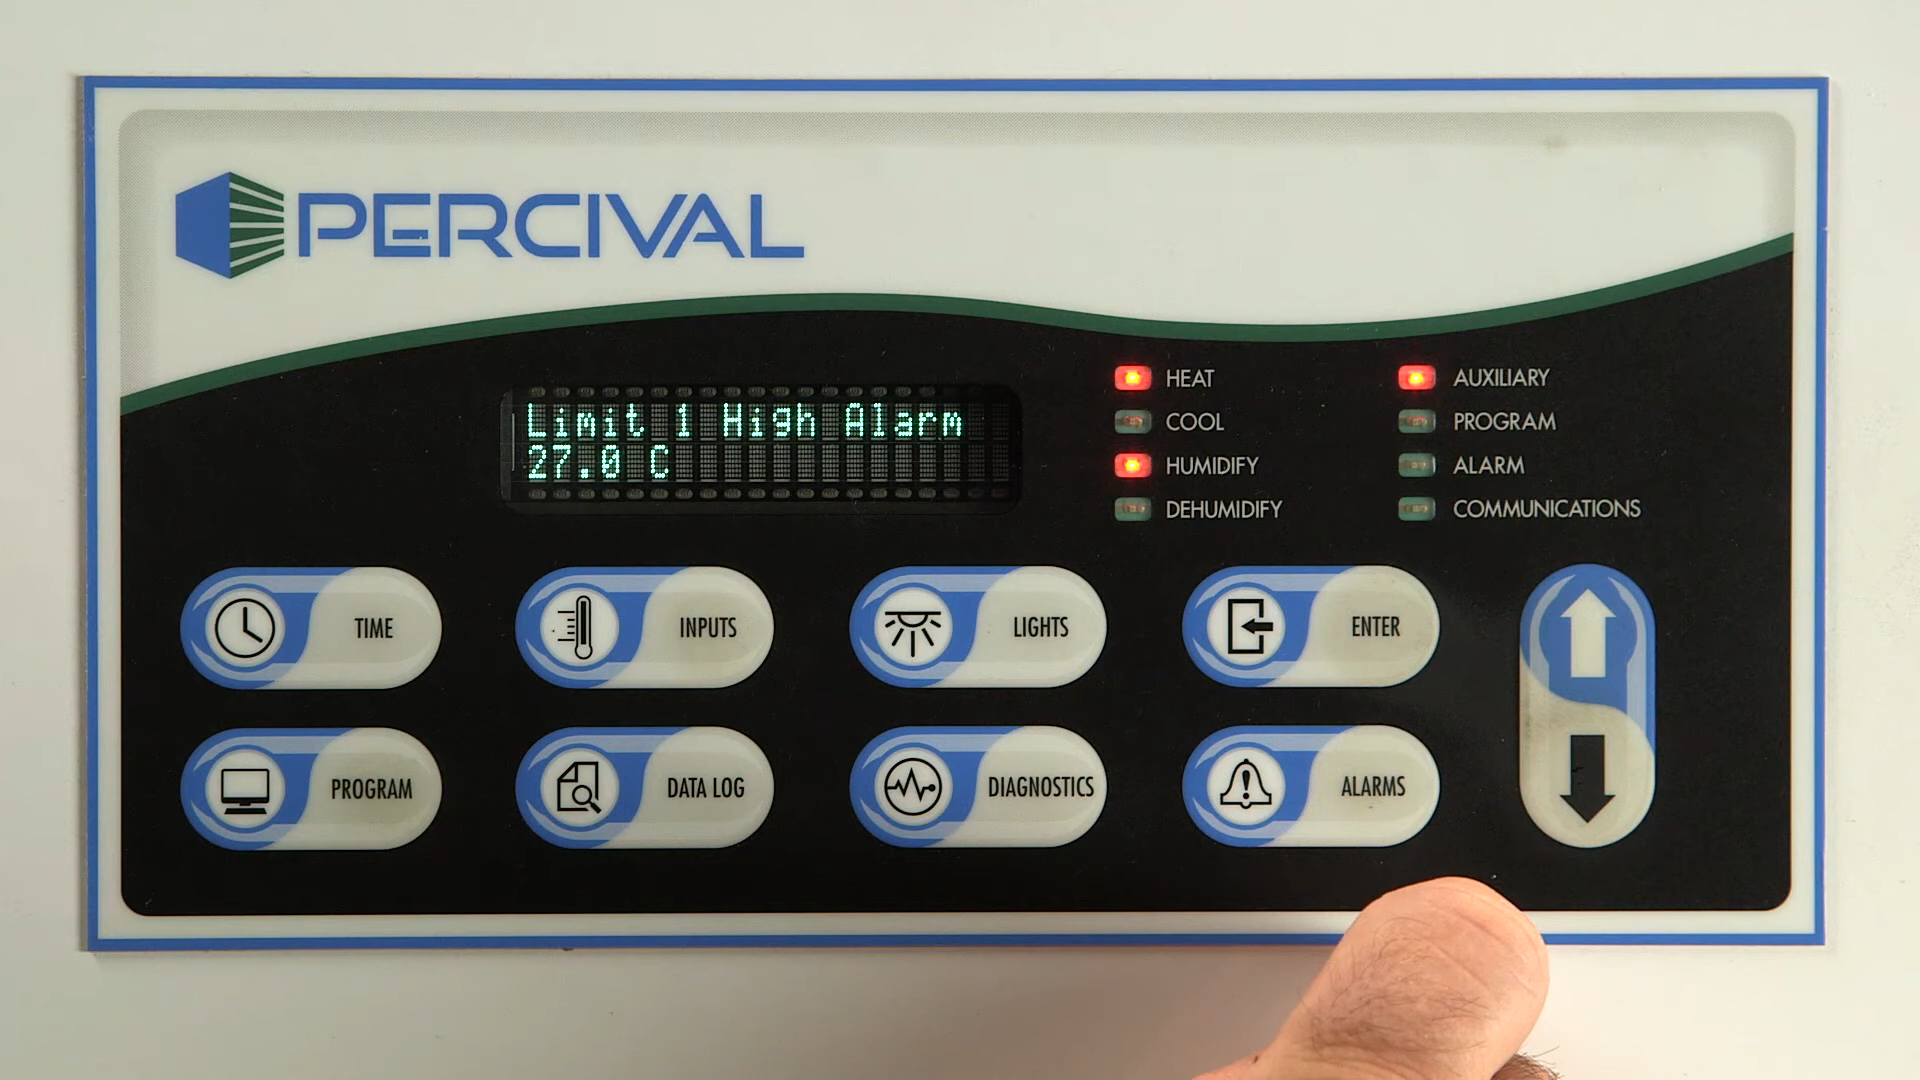 PERCIVAL
Limit 1 High Alarm
27.0 C
HEAT
COOL
HUMIDIFY
DEHUMIDIFY
AUXILIARY
PROGRAM
ALARM
COMMUNICATIONS
TIME
INPUTS
LIGHTS
ENTER
PROGRAM
DATA LOG
DIAGNOSTICS
ALARMS